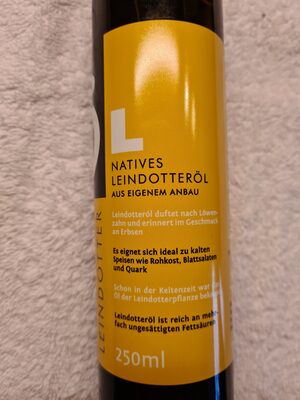 L
NATIVES
LEINDOTTERÖL
AUS EIGENEM ANBAU
Leindotteröl duftet nach Löwen-
zahn und erinnert im Geschmack
an Erbsen
Es eignet sich ideal zu kalten
Speisen wie Rohkost, Blattsalaten
und Quark
Schon in der Keltenzeit war das
Öl der Leindotterpflanze
Leindotteröl ist reich an mehr-
fach ungesättigten Fettsäuren
250ml
LEINDOTTER